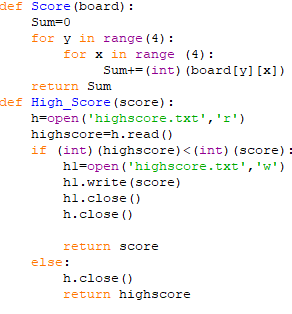 def Score(board):
    Sum=0
    for y in range(4):
        for x in range (4):
             Sum+=(int)(board[y][x])
    return Sum
def High_Score(score):
    h=open('highscore.txt','r')
    highscore=h.read()
    if (int)(highscore)<(int)(score):
        h1=open('highscore.txt','w')
        h1.write(score)
        h1.close()
        h.close()

        return score
    else:
        h.close()
        return highscore